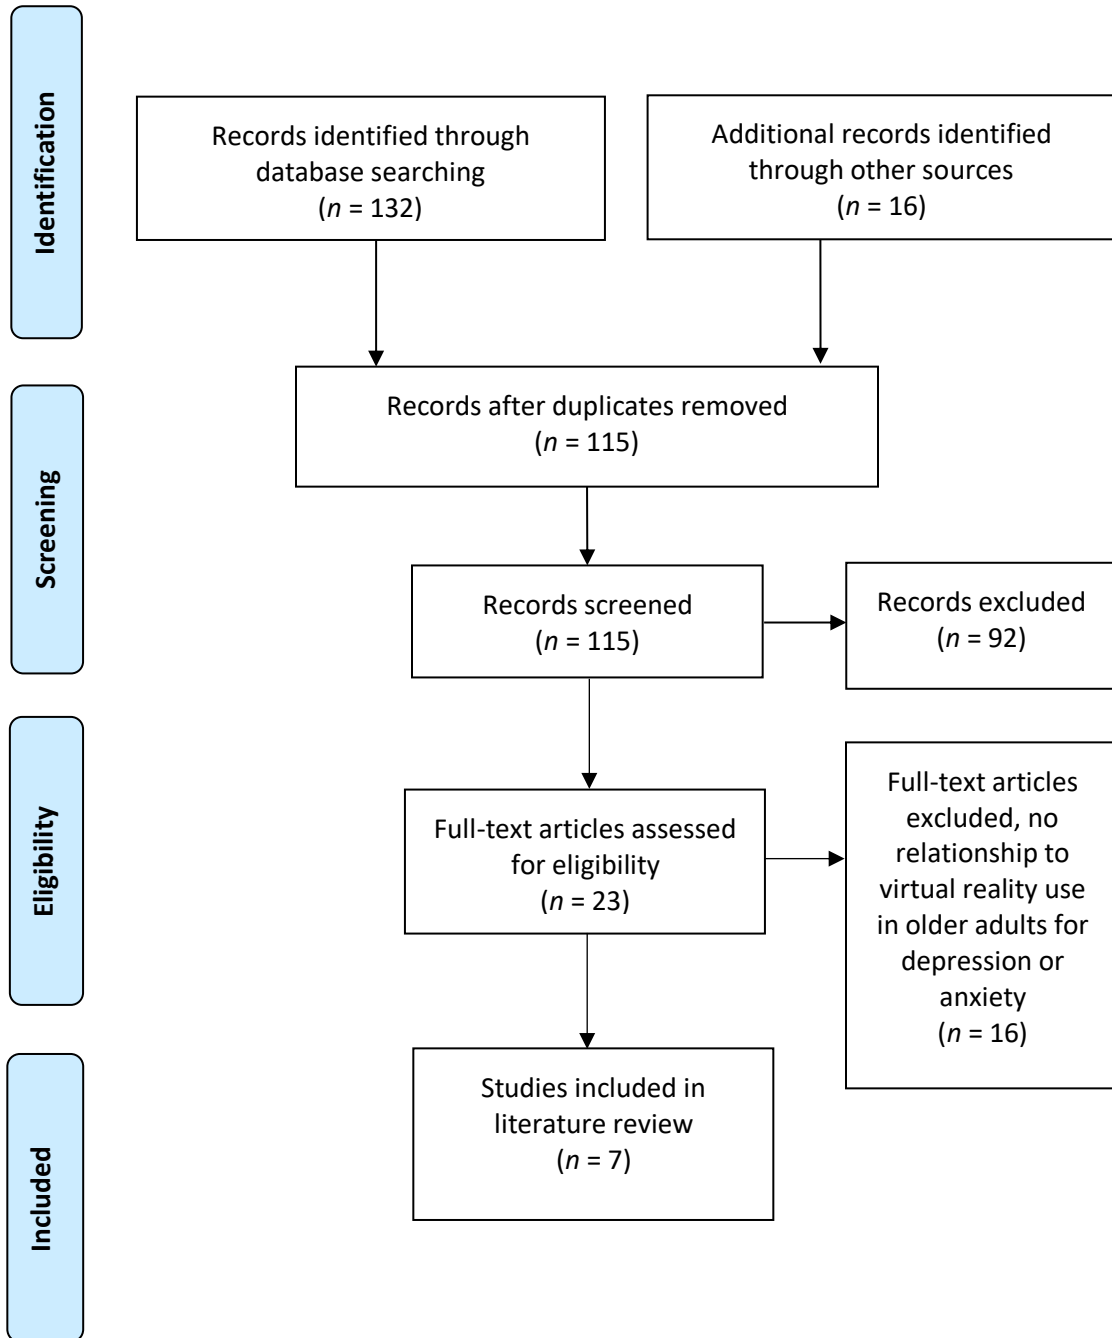 Identification
Records identified through
database searching
(n = 132)
Additional records identified
through other sources
(n = 16)
Records after duplicates removed
(n = 115)
Screening
Records screened
(n = 115)
Records excluded
(n = 92)
Eligibility
Full-text articles assessed
for eligibility
(n = 23)
Full-text articles
excluded, no
relationship to
virtual reality use
in older adults for
depression or
anxiety
(n = 16)
Included
Studies included in
literature review
(n = 7)